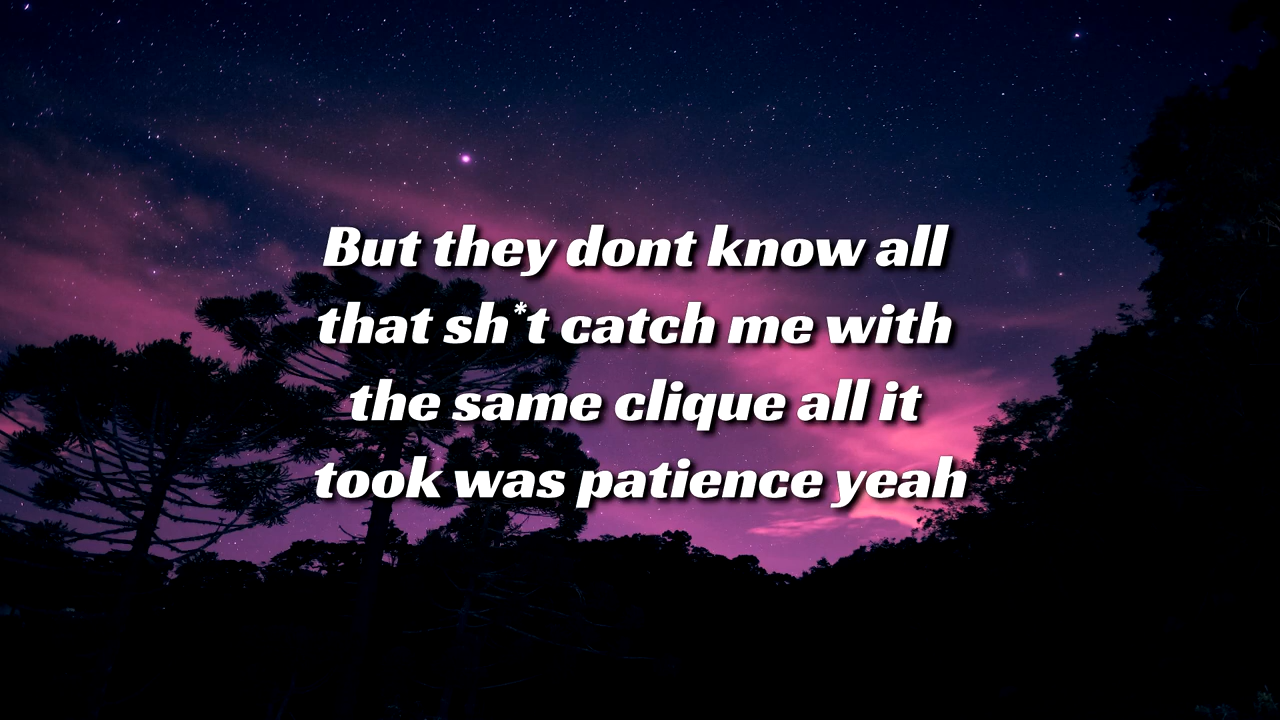 But they dont know all
that sh*t catch me with
the same clique all it
took was patience yeah